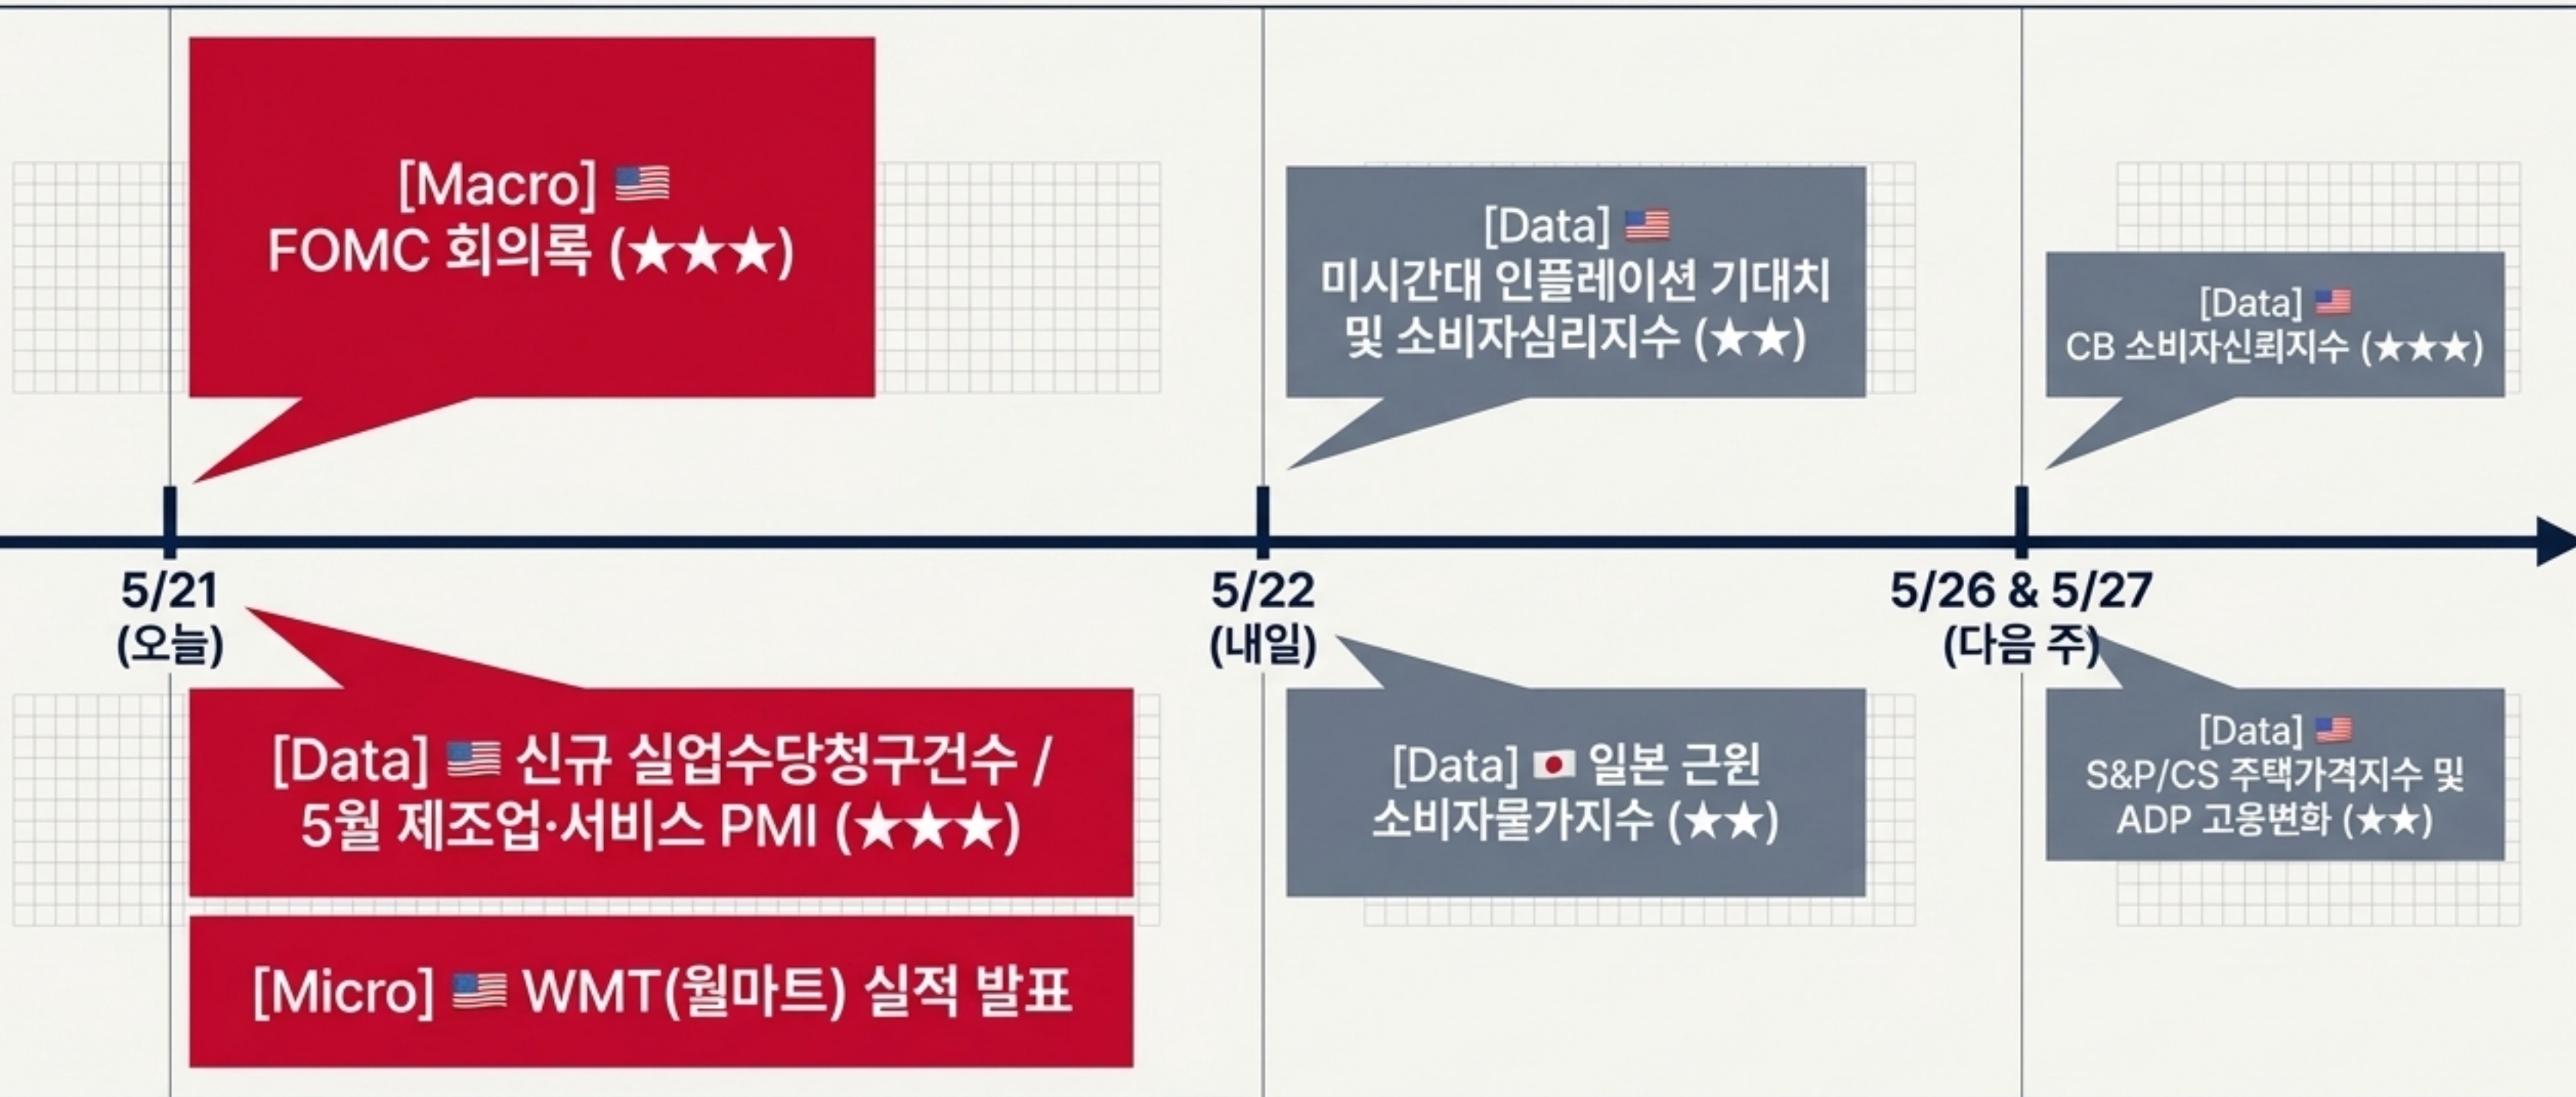 [Macro] 🇺🇸
FOMC 회의록 (★★★)
[Data] 🇺🇸
미시간대 인플레이션 기대치
및 소비자심리지수 (★★)
[Data] 🇺🇸
CB 소비자신뢰지수 (★★★)
5/21
(오늘)
5/22
(내일)
5/26 & 5/27
(다음 주)
[Data] 🇺🇸 신규 실업수당청구건수 /
5월 제조업·서비스 PMI (★★★)
[Micro] 🇺🇸 WMT(월마트) 실적 발표
[Data] 🇯🇵 일본 근원
소비자물가지수 (★★)
[Data] 🇺🇸
S&P/CS 주택가격지수 및
ADP 고용변화 (★★)